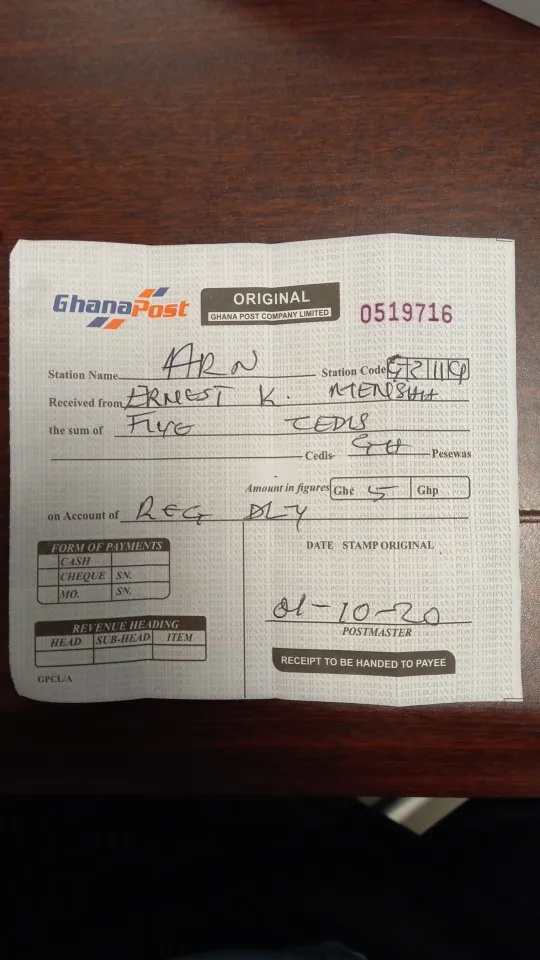 GhanaPost
ORIGINAL
GHANA POST COMPANY LIMITED
0519716
Station Name ARN Station Code
Received from ERNEST K. MENSAH
the sum of FIVE CEDIS
Cedis GH Pesewas
Amount in figures Gh¢ 5 Ghp
on Account of REG DLY
FORM OF PAYMENTS
CASH
CHEQUE SN.
MO. SN.
DATE STAMP ORIGINAL
01-10-20
POSTMASTER
REVENUE HEADING
HEAD SUB-HEAD ITEM
RECEIPT TO BE HANDED TO PAYEE
GPCL/A